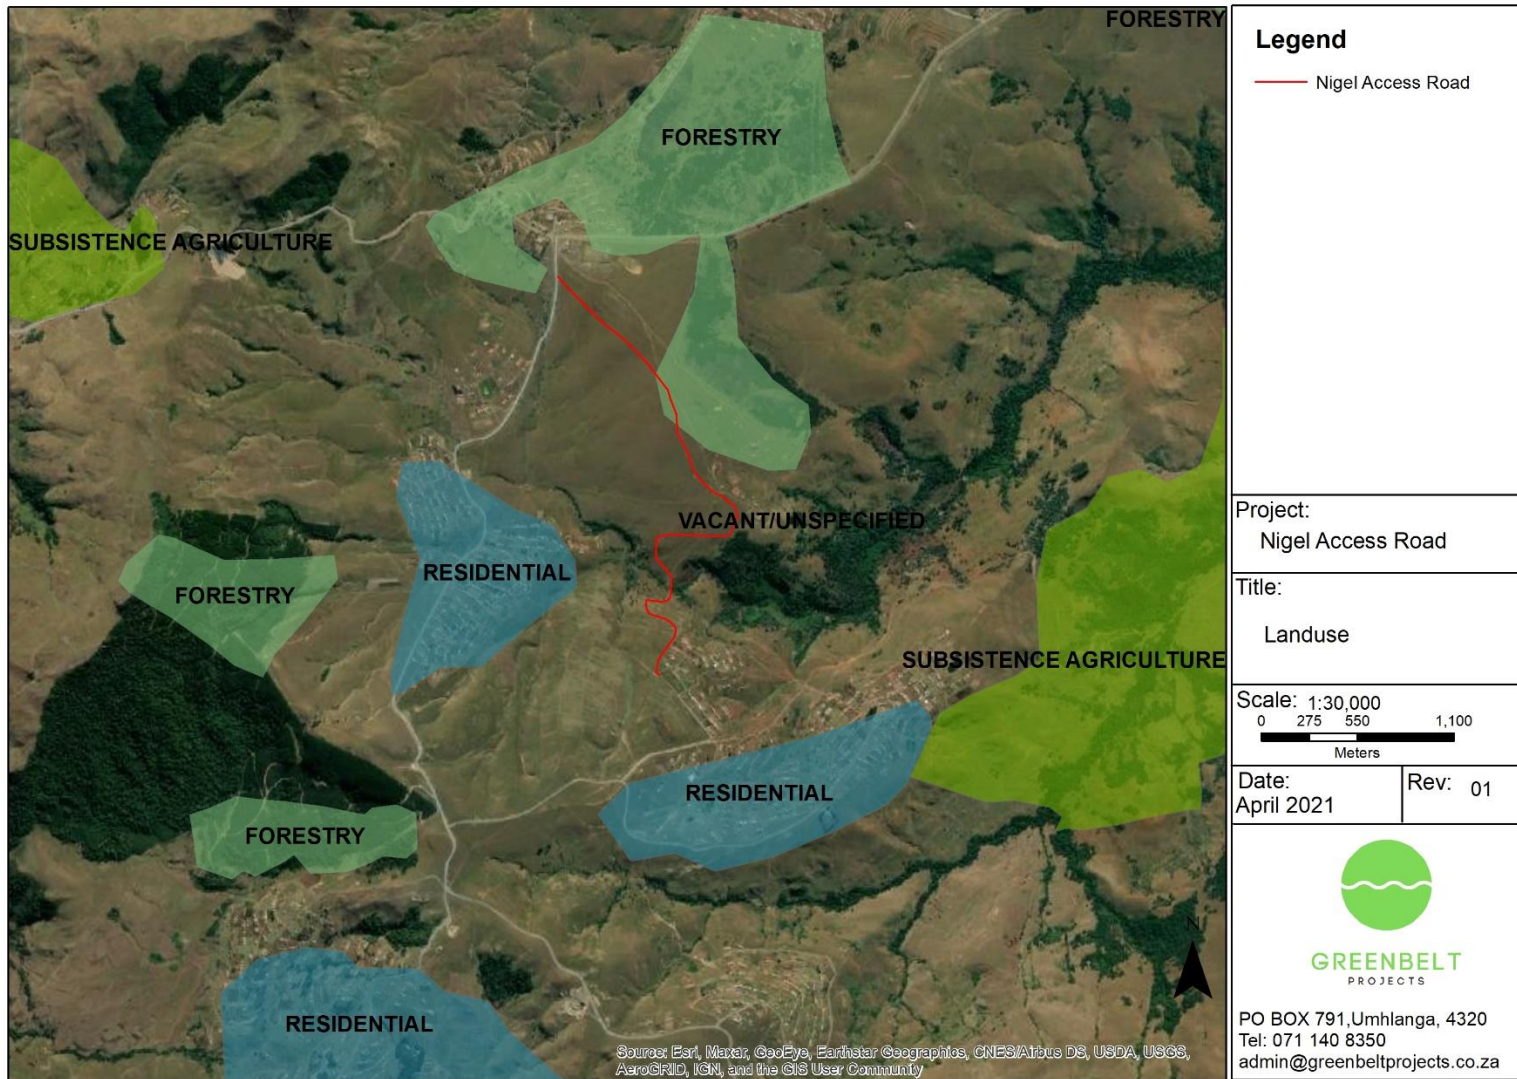 FORESTRY
FORESTRY
SUBSISTENCE AGRICULTURE
VACANT/UNSPECIFIED
RESIDENTIAL
FORESTRY
SUBSISTENCE AGRICULTURE
RESIDENTIAL
FORESTRY
RESIDENTIAL
N
Source: Esri, Maxar, GeoEye, Earthstar Geographics, CNES/Airbus DS, USDA, USGS,
AeroGRID, IGN, and the GIS User Community
Legend
Nigel Access Road
Project:
Nigel Access Road
Title:
Landuse
Scale: 1:30,000
0 275 550 1,100
Meters
Date: Rev: 01
April 2021
GREENBELT
PROJECTS
PO BOX 791,Umhlanga, 4320
Tel: 071 140 8350
admin@greenbeltprojects.co.za